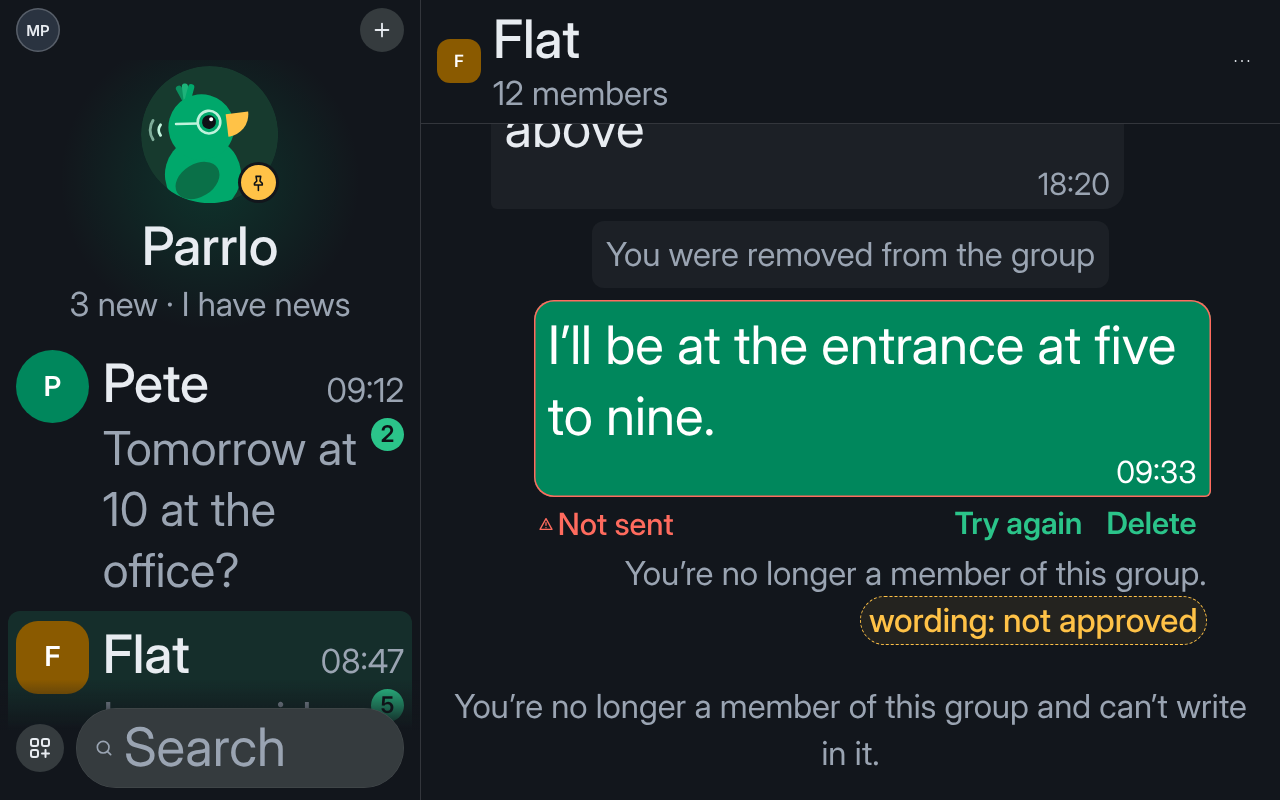 MP
Parrlo
3 new · I have news
P
Pete
09:12
Tomorrow at
10 at the
office?
2
F
Flat
08:47
5
Search
F
Flat
12 members
above
18:20
You were removed from the group
I’ll be at the entrance at five
to nine.
09:33
Not sent
Try again
Delete
You’re no longer a member of this group.
wording: not approved
You’re no longer a member of this group and can’t write
in it.